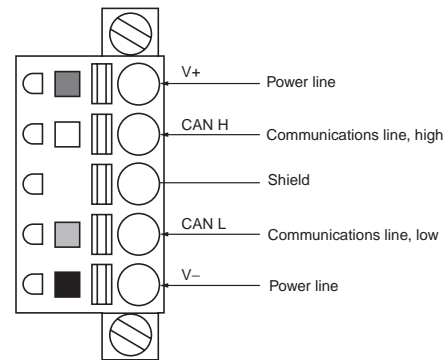 V+
Power line
CAN H
Communications line, high
Shield
CAN L
Communications line, low
V−
Power line